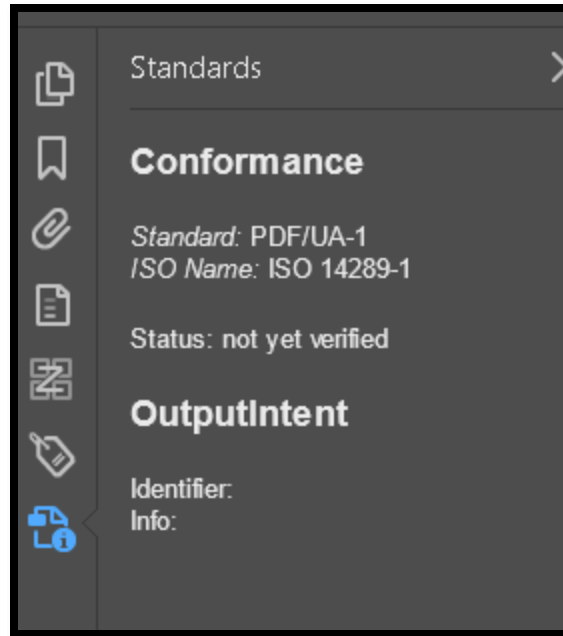 Standards
Conformance
Standard: PDF/UA-1
ISO Name: ISO 14289-1
Status: not yet verified
OutputIntent
Identifier:
Info: